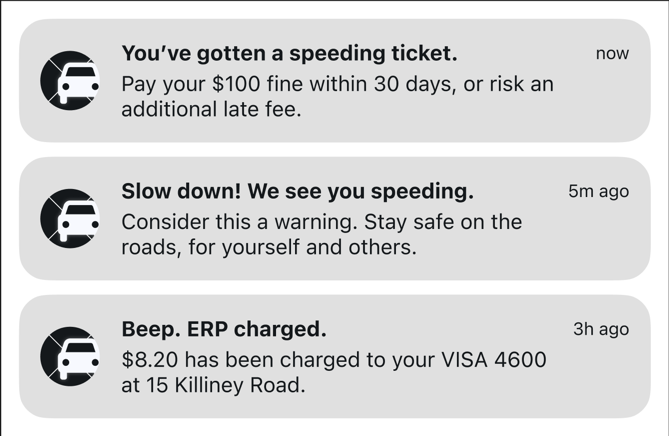 You’ve gotten a speeding ticket.
now
Pay your $100 fine within 30 days, or risk an
additional late fee.
Slow down! We see you speeding.
5m ago
Consider this a warning. Stay safe on the
roads, for yourself and others.
Beep. ERP charged.
3h ago
$8.20 has been charged to your VISA 4600
at 15 Killiney Road.